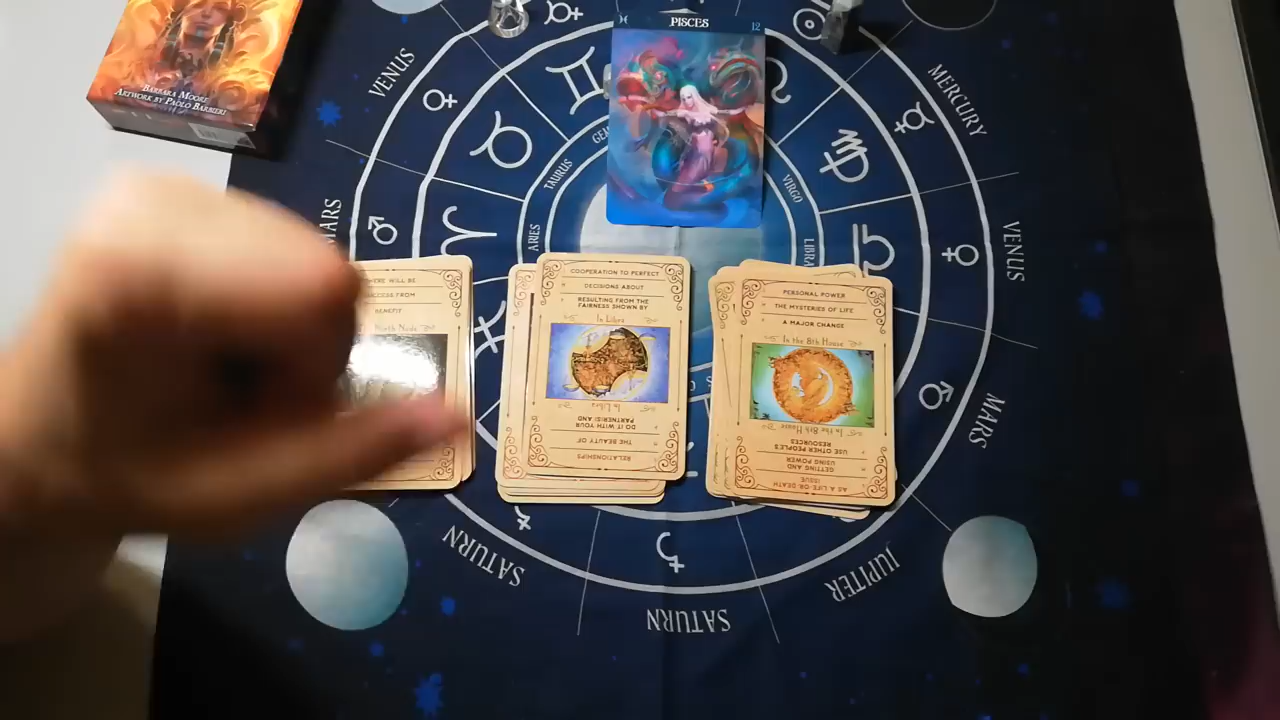 BARBARA MOORE
ARTWORK BY PAOLO BARBIERI
PISCES
12
VENUS
MERCURY
GEM
TAURUS
VIRGO
ARIES
LIBRA
MARS
VENUS
MARS
JUPITER
SATURN
SATURN
WERE WILL BE
BENEFIT
North Node
COOPERATION TO PERFECT
DECISIONS ABOUT
RESULTING FROM THE
FAIRNESS SHOWN BY
In Libra
In Libra
DO IT WITH YOUR
PARTNER(S) AND
THE BEAUTY OF
RELATIONSHIPS
PERSONAL POWER
THE MYSTERIES OF LIFE
A MAJOR CHANGE
In the 8th House
In the 8th House
USE OTHER PEOPLE'S
RESOURCES
GETTING AND
USING POWER
AS A LIFE-OR-DEATH
ISSUE